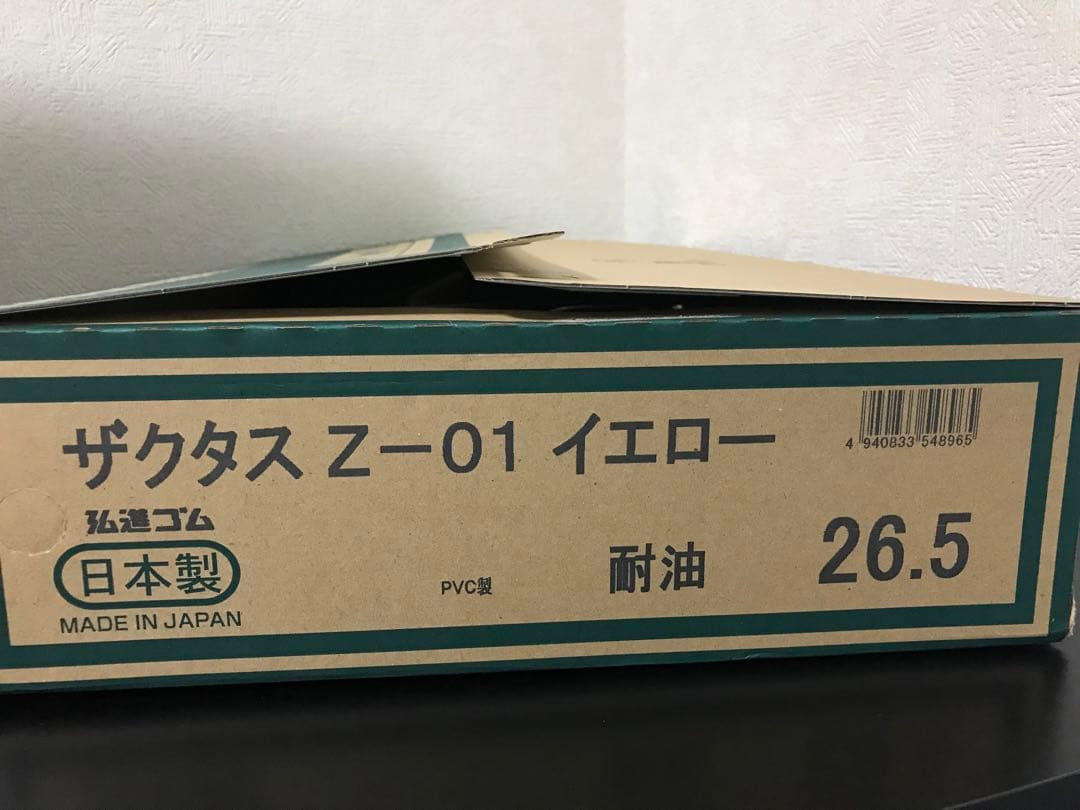 ザクタス Z-01 イエロー
4 940833 548965
弘進ゴム
日本製
MADE IN JAPAN
PVC製
耐油
26.5